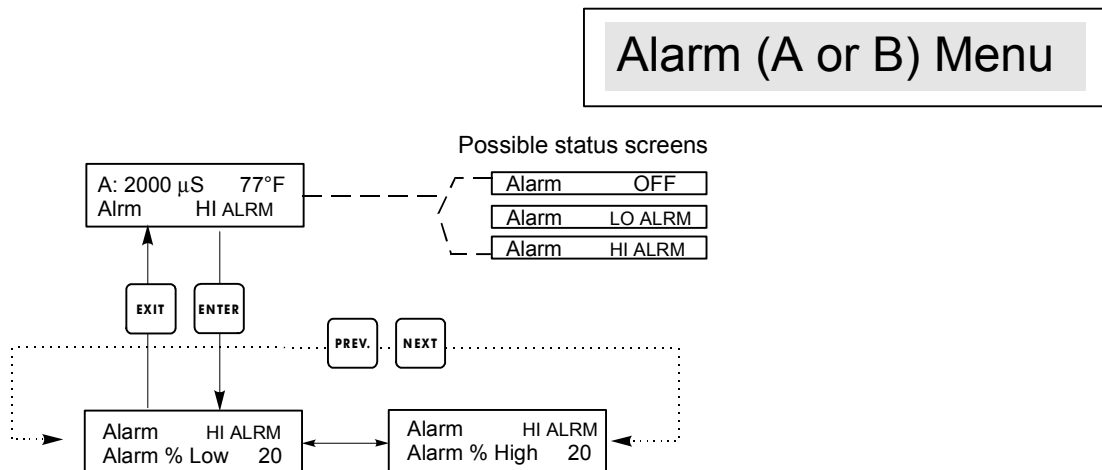 Alarm (A or B) Menu
Possible status screens
A: 2000 μS 77°F
Alrm HI ALRM
Alarm OFF
Alarm LO ALRM
Alarm HI ALRM
EXIT
ENTER
PREV.
NEXT
Alarm HI ALRM
Alarm % Low 20
Alarm HI ALRM
Alarm % High 20